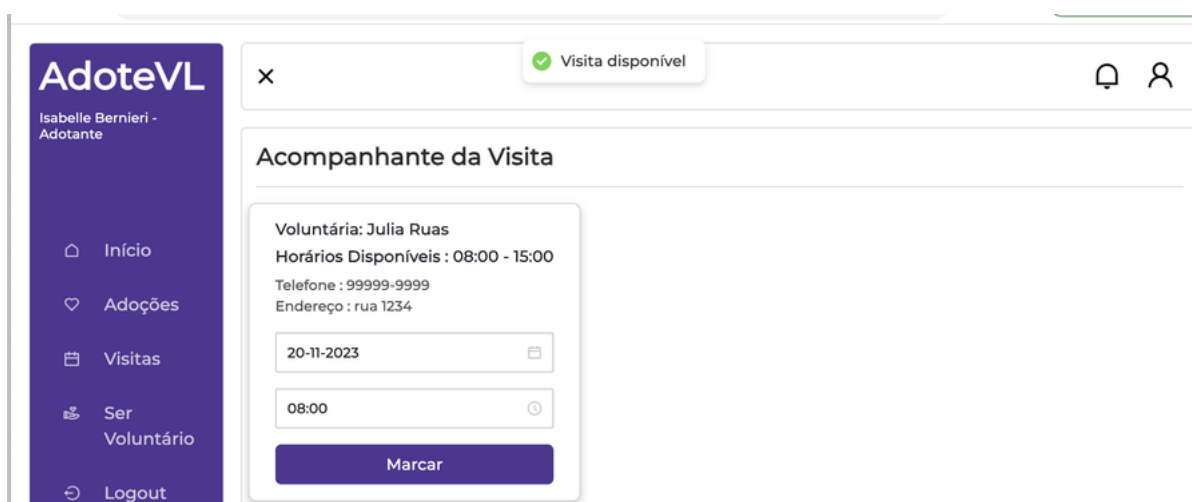 AdoteVL
Isabelle Bernieri -
Adotante
Início
Adoções
Visitas
Ser
Voluntário
Logout
Visita disponível
Acompanhante da Visita
Voluntária: Julia Ruas
Horários Disponíveis : 08:00 - 15:00
Telefone : 99999-9999
Endereço : rua 1234
20-11-2023
08:00
Marcar